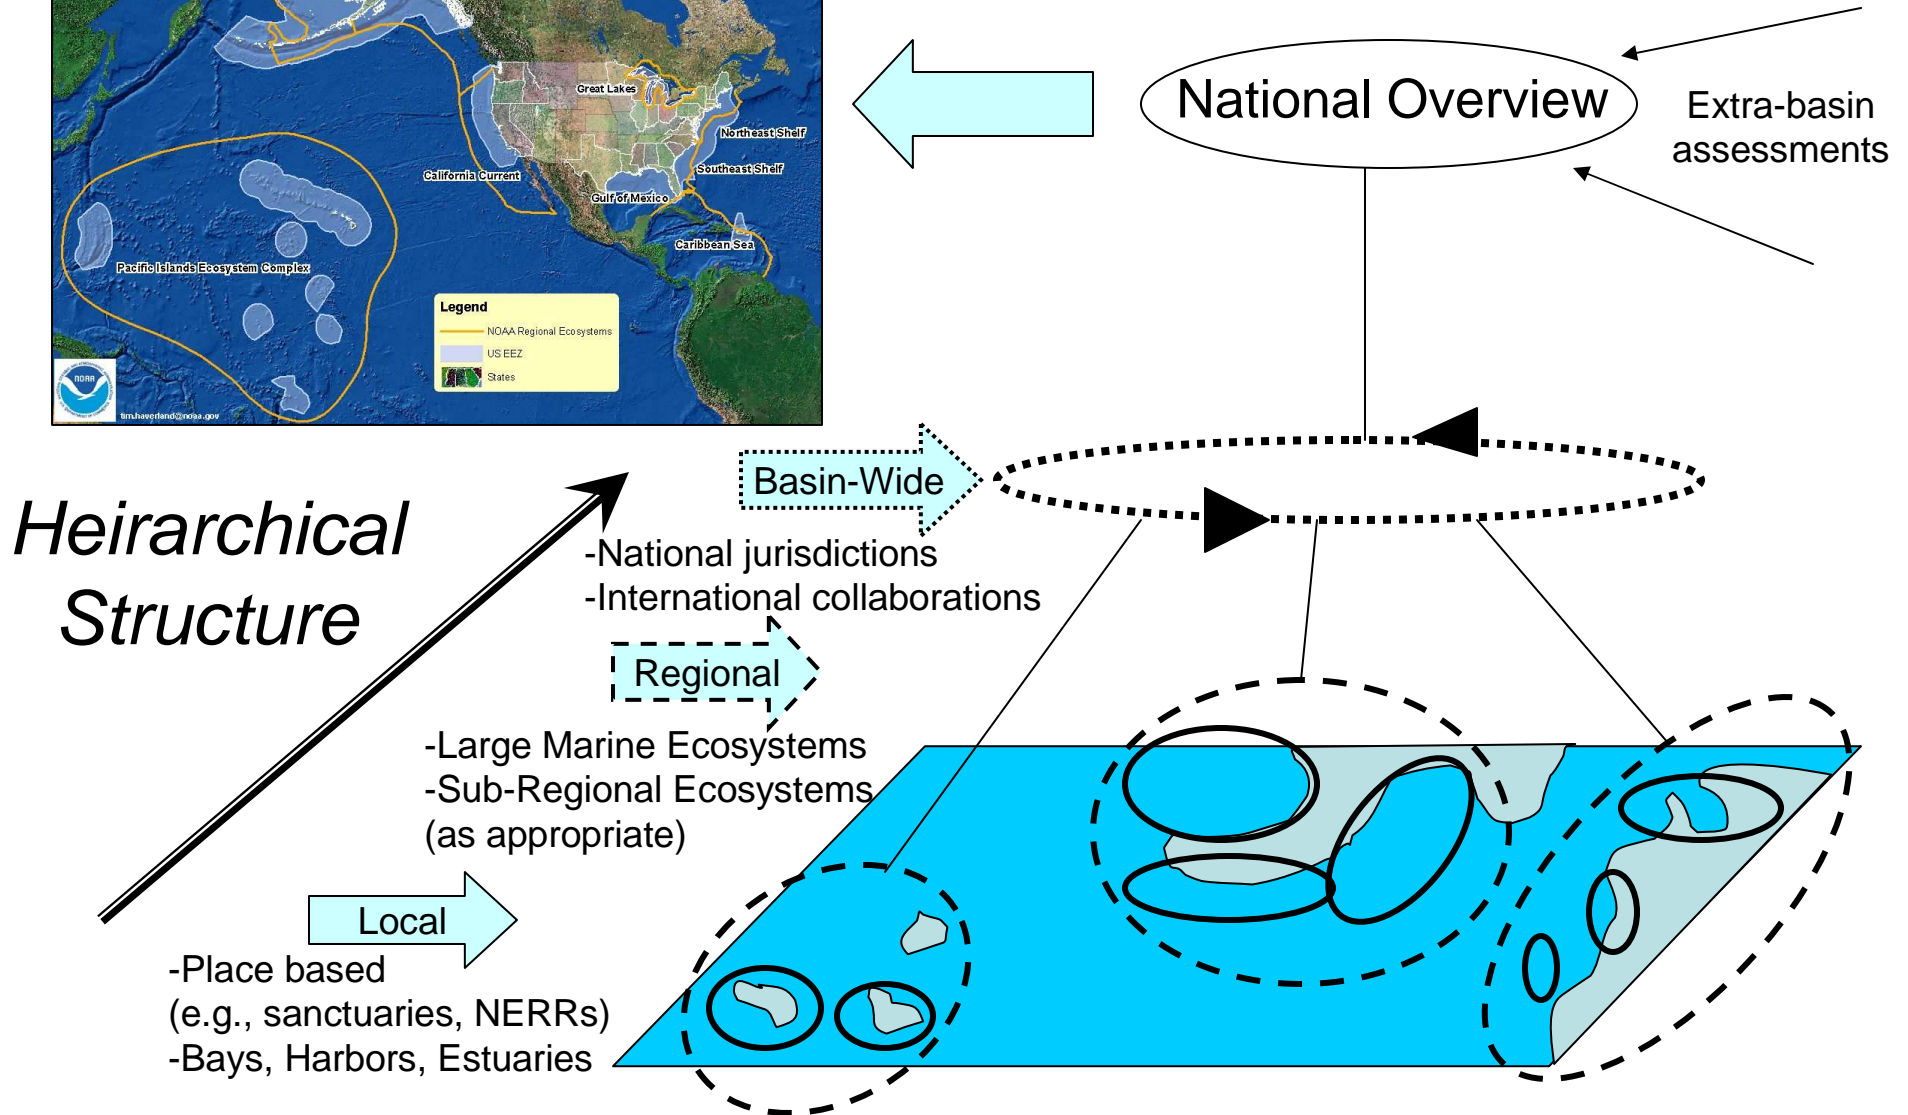 Great Lakes
Northeast Shelf
Southeast Shelf
California Current
Gulf of Mexico
Caribbean Sea
Pacific Islands Ecosystem Complex
Legend
NOAA Regional Ecosystems
US EEZ
States
NOAA
tim.haverland@noaa.gov
National Overview
Extra-basin
assessments
Heirarchical
Structure
Basin-Wide
-National jurisdictions
-International collaborations
Regional
-Large Marine Ecosystems
-Sub-Regional Ecosystems
(as appropriate)
Local
-Place based
(e.g., sanctuaries, NERRs)
-Bays, Harbors, Estuaries